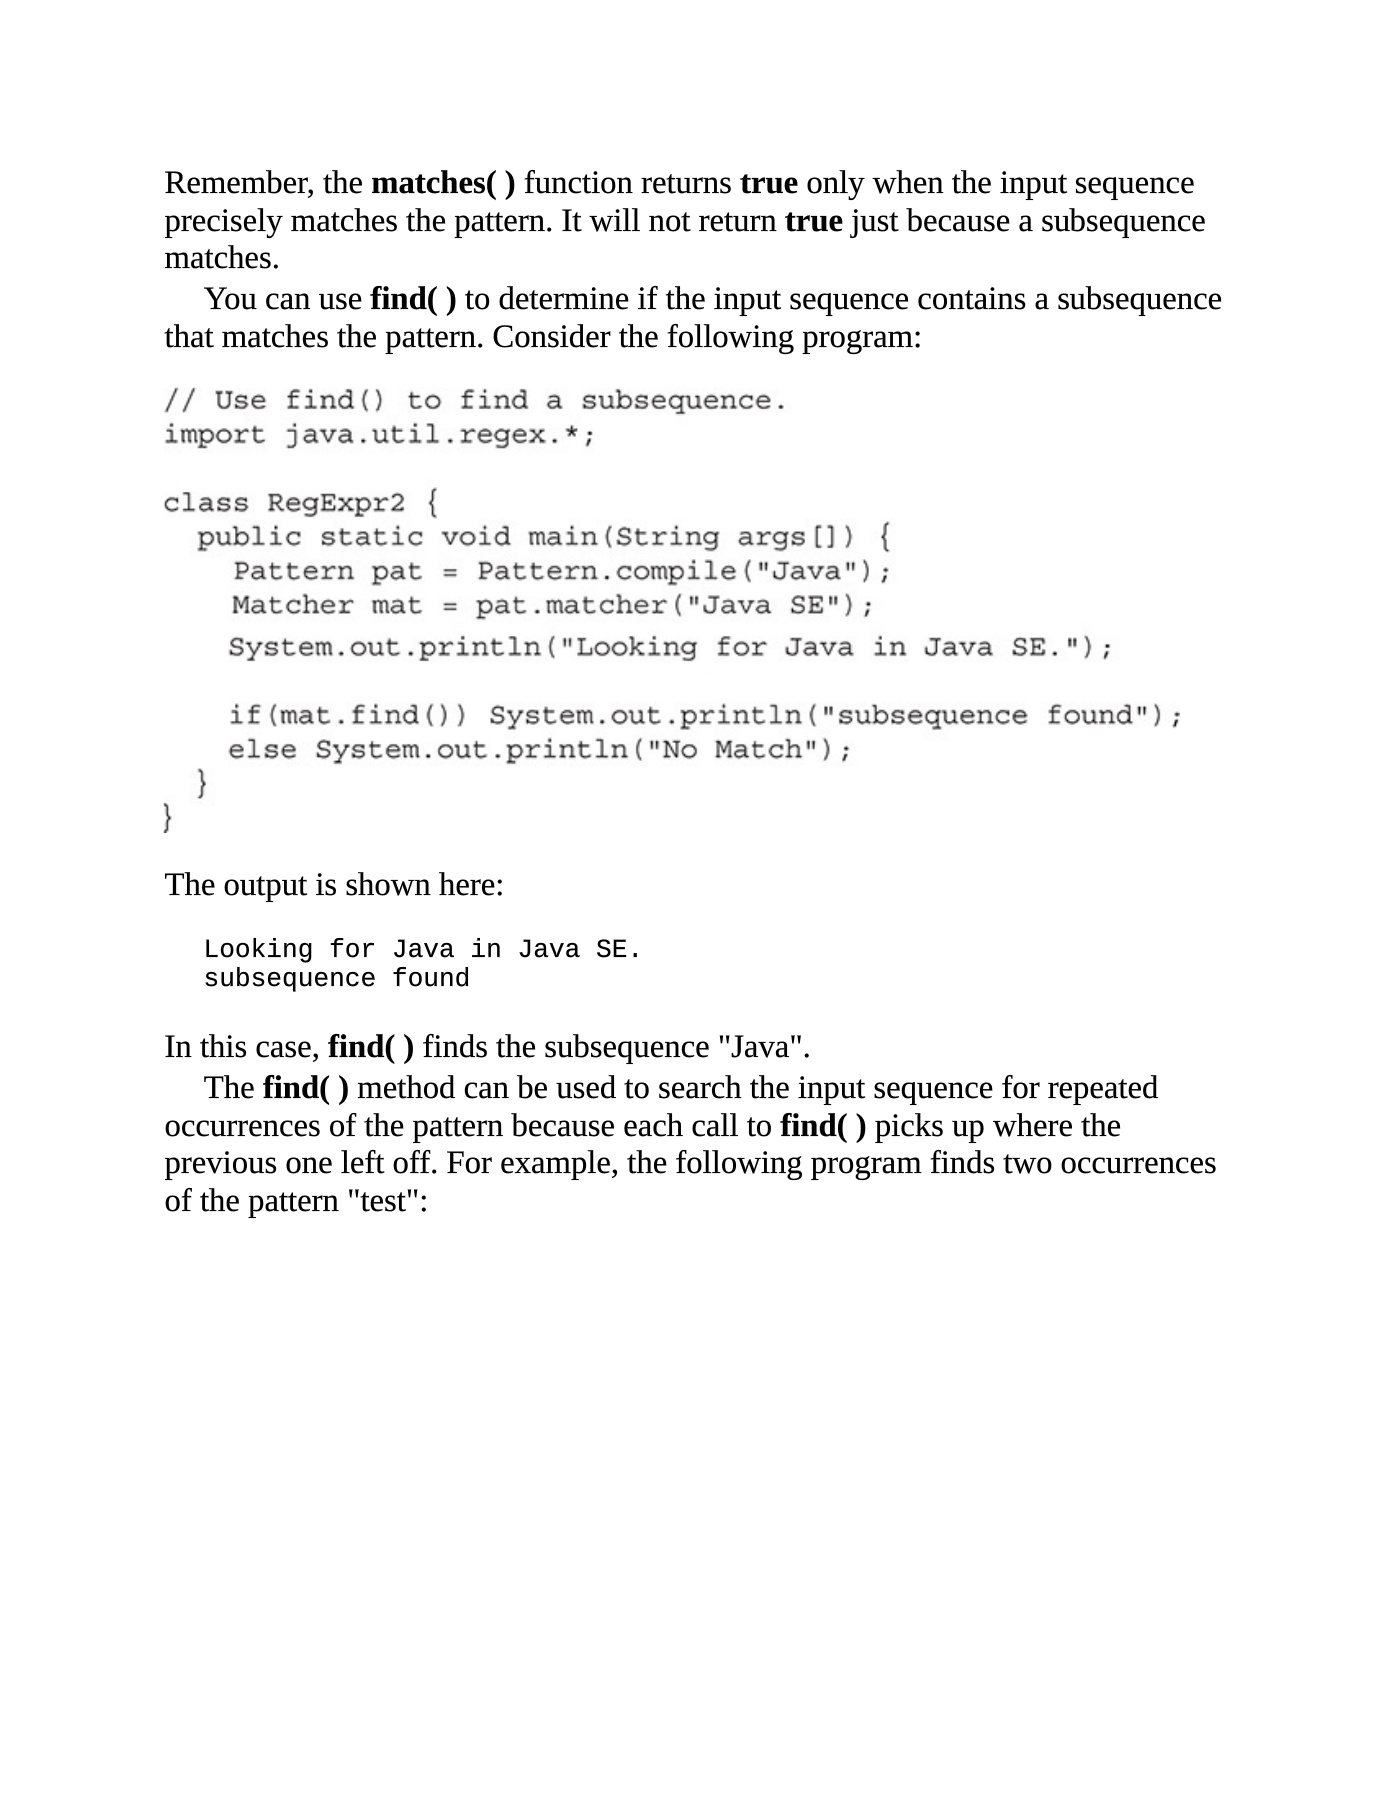 Remember, the matches( ) function returns true only when the input sequence
precisely matches the pattern. It will not return true just because a subsequence
matches.
You can use find( ) to determine if the input sequence contains a subsequence
that matches the pattern. Consider the following program:
// Use find() to find a subsequence.
import java.util.regex.*;
class RegExpr2 {
  public static void main(String args[]) {
    Pattern pat = Pattern.compile("Java");
    Matcher mat = pat.matcher("Java SE");
    System.out.println("Looking for Java in Java SE.");
    if(mat.find()) System.out.println("subsequence found");
    else System.out.println("No Match");
  }
}
The output is shown here:
Looking for Java in Java SE.
subsequence found
In this case, find( ) finds the subsequence "Java".
The find( ) method can be used to search the input sequence for repeated
occurrences of the pattern because each call to find( ) picks up where the
previous one left off. For example, the following program finds two occurrences
of the pattern "test":